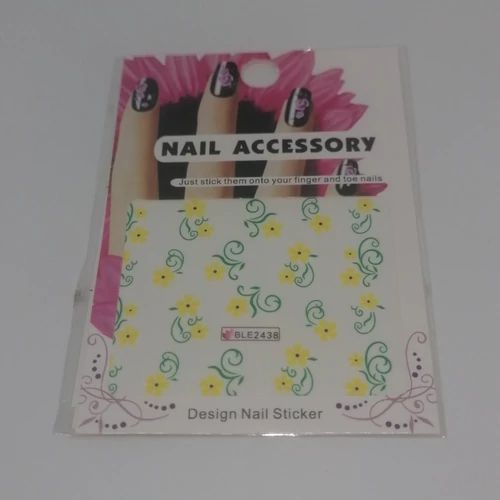 NAIL ACCESSORY
Just stick them onto your finger and toe nails
BLE2438
Design Nail Sticker